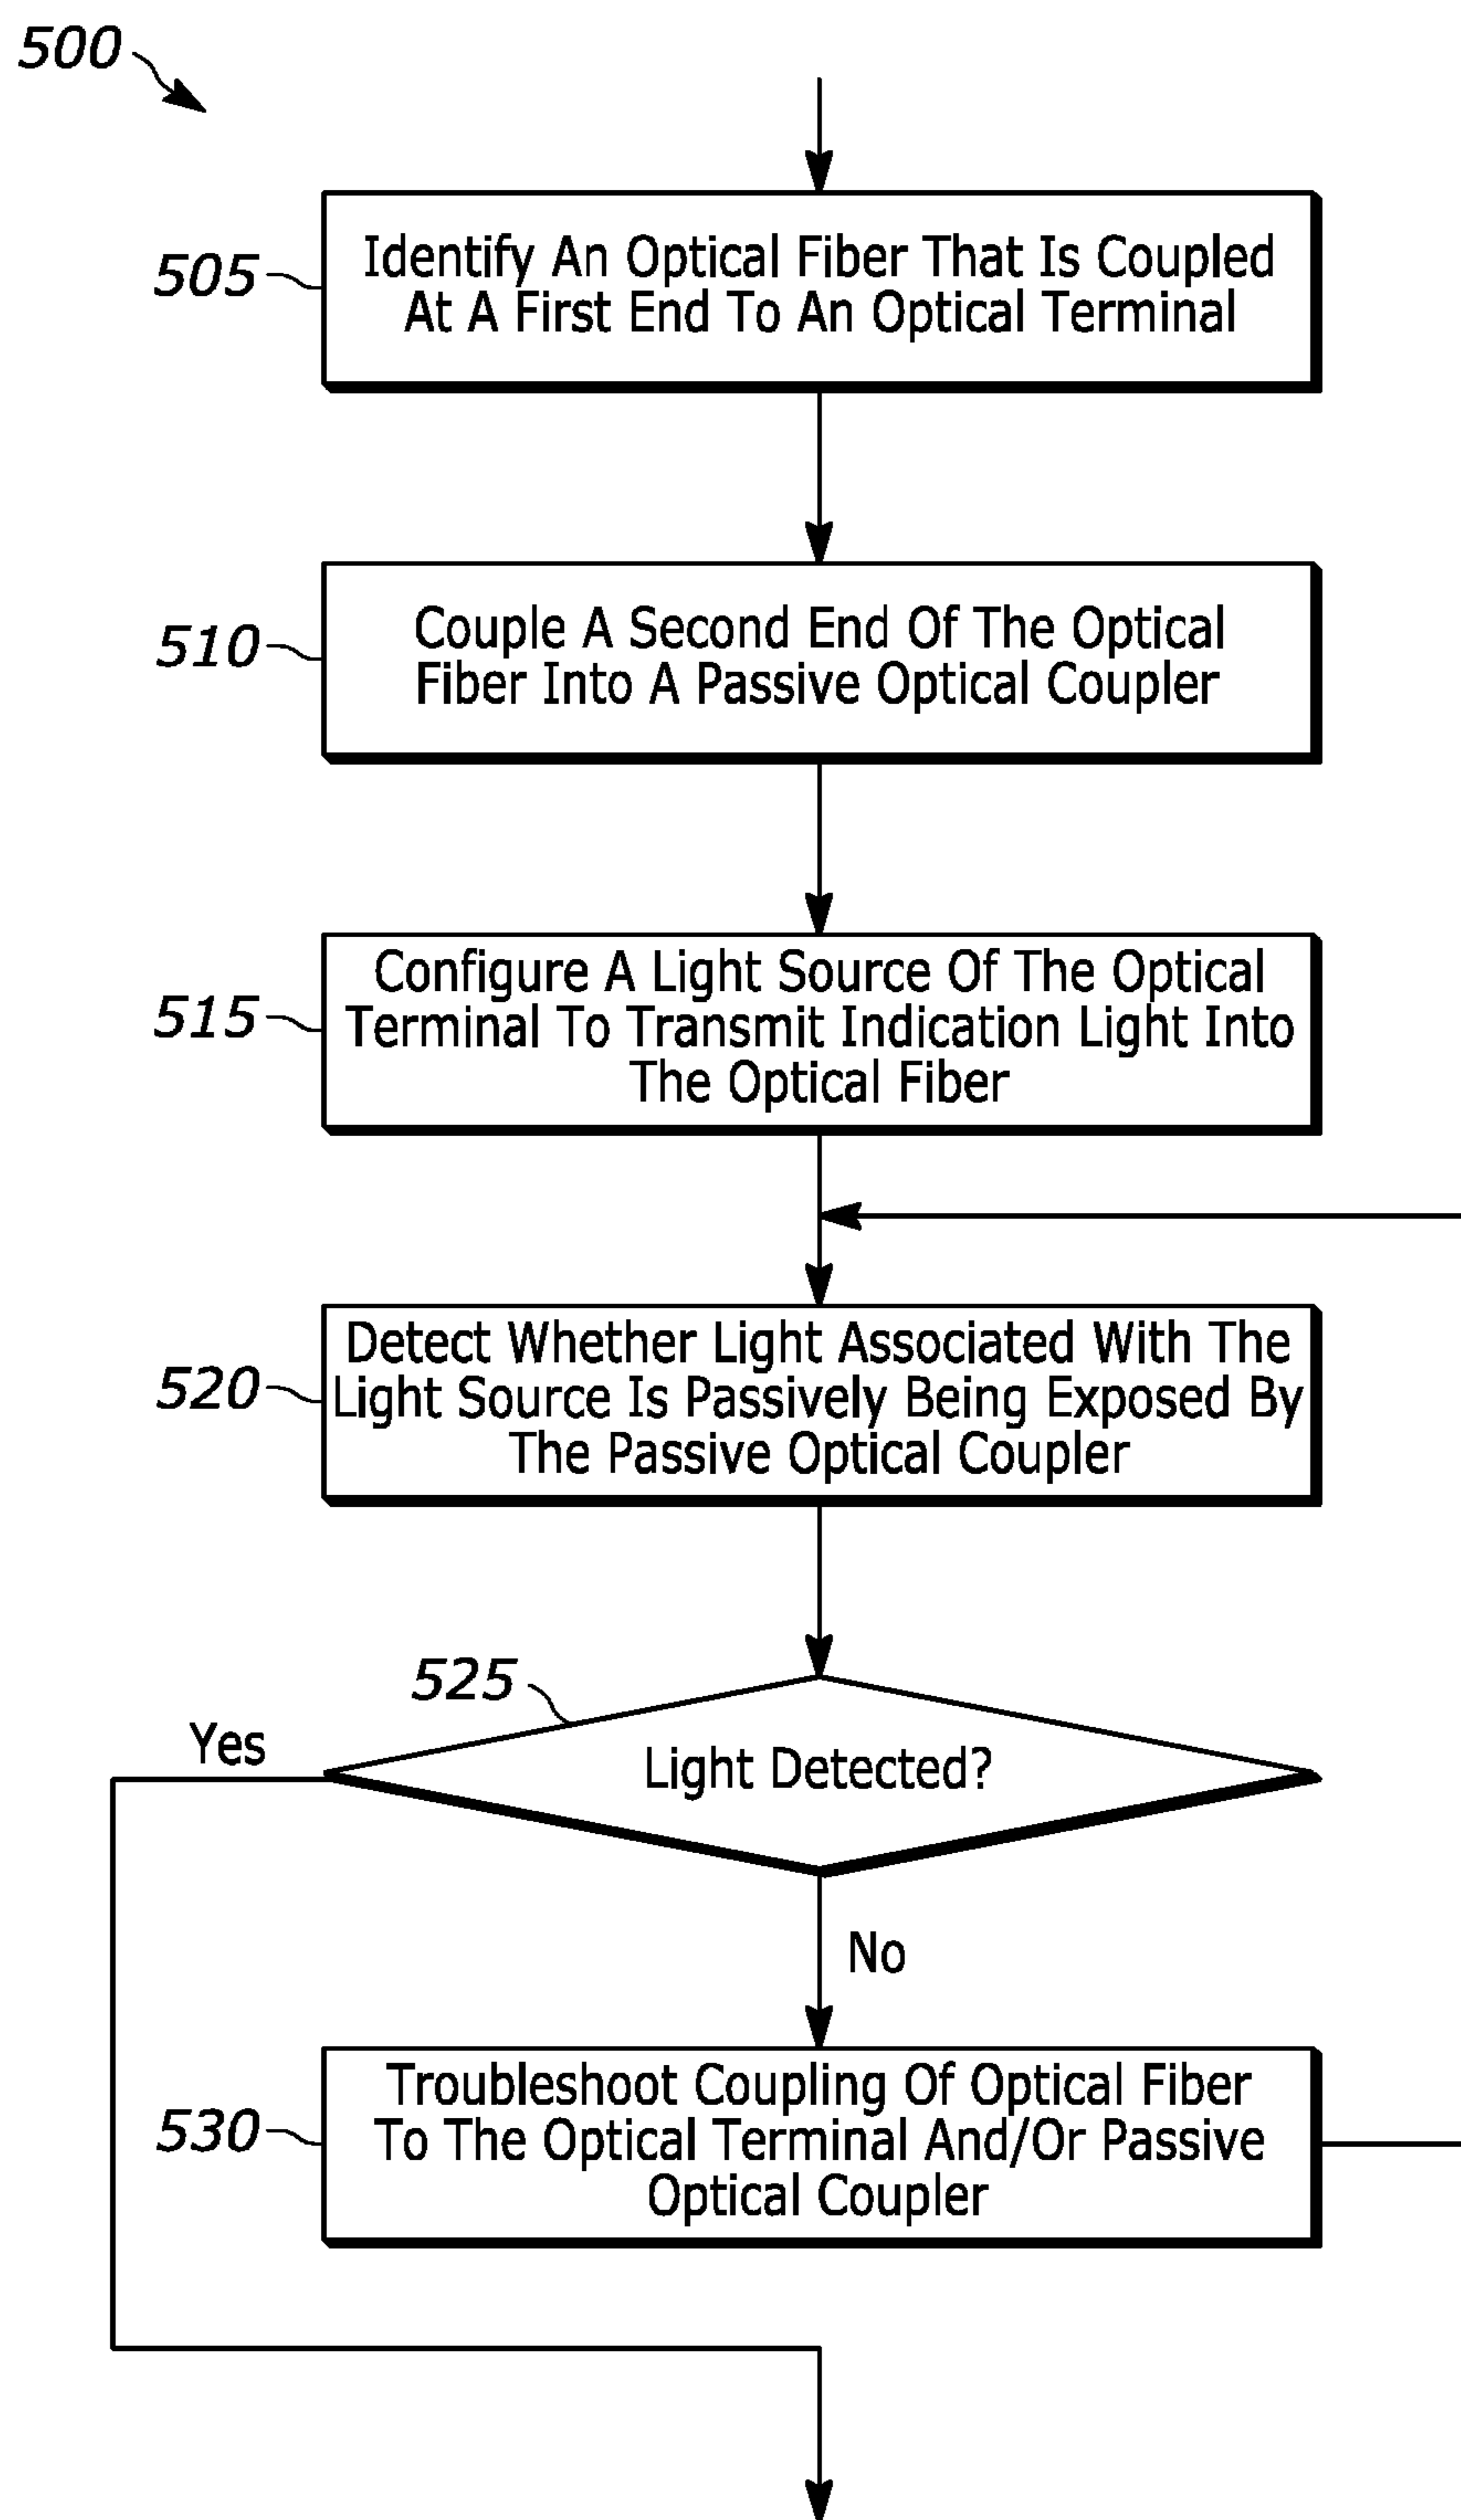 500
505
Identify An Optical Fiber That Is Coupled
At A First End To An Optical Terminal
510
Couple A Second End Of The Optical
Fiber Into A Passive Optical Coupler
515
Configure A Light Source Of The Optical
Terminal To Transmit Indication Light Into
The Optical Fiber
520
Detect Whether Light Associated With The
Light Source Is Passively Being Exposed By
The Passive Optical Coupler
525
Yes
Light Detected?
No
530
Troubleshoot Coupling Of Optical Fiber
To The Optical Terminal And/Or Passive
Optical Coupler